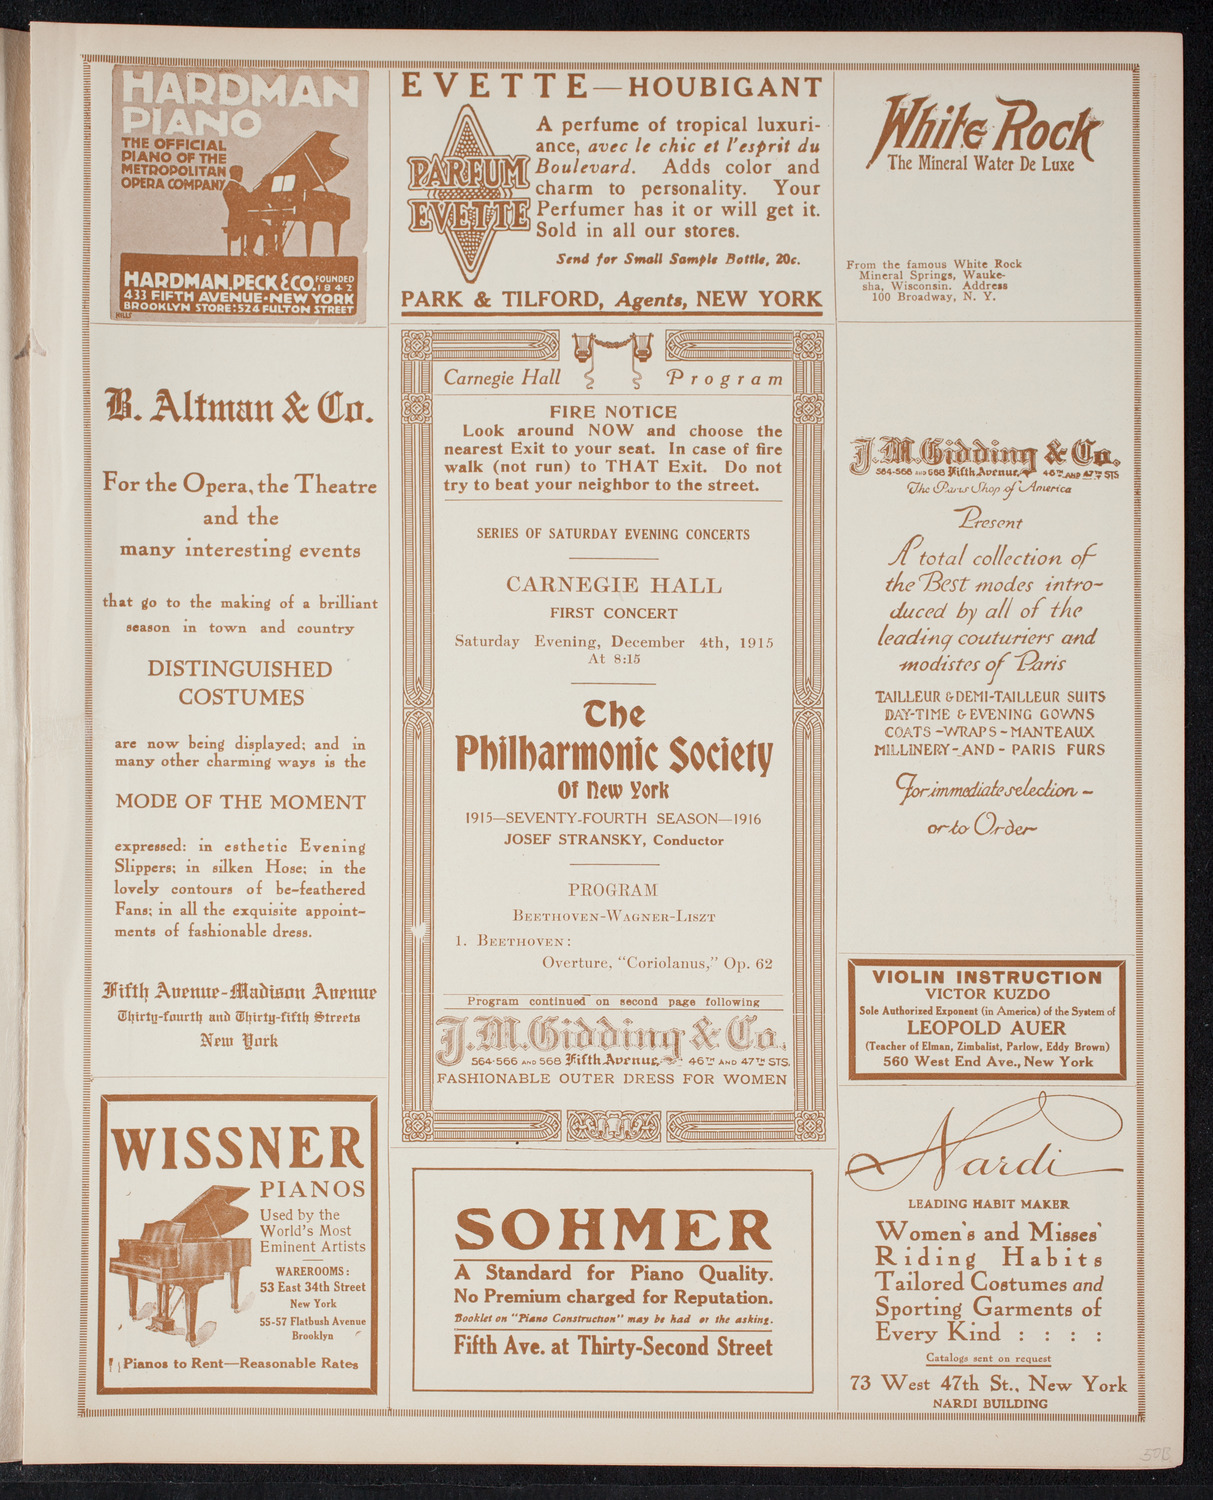 HARDMAN
PIANO
THE OFFICIAL
PIANO OF THE
METROPOLITAN
OPERA COMPANY
HARDMAN, PECK & CO. FOUNDED 1842
433 FIFTH AVENUE·NEW YORK
BROOKLYN STORE: 524 FULTON STREET
HILLS
B. Altman & Co.
For the Opera, the Theatre
and the
many interesting events
that go to the making of a brilliant
season in town and country
DISTINGUISHED
COSTUMES
are now being displayed; and in
many other charming ways is the
MODE OF THE MOMENT
expressed: in esthetic Evening
Slippers; in silken Hose; in the
lovely contours of be-feathered
Fans; in all the exquisite appoint-
ments of fashionable dress.
Fifth Avenue-Madison Avenue
Thirty-fourth and Thirty-fifth Streets
New York
WISSNER
PIANOS
Used by the
World's Most
Eminent Artists
WAREROOMS:
53 East 34th Street
New York
55-57 Flatbush Avenue
Brooklyn
Pianos to Rent—Reasonable Rates
EVETTE—HOUBIGANT
PARFUM
EVETTE
A perfume of tropical luxuri-
ance, avec le chic et l'esprit du
Boulevard. Adds color and
charm to personality. Your
Perfumer has it or will get it.
Sold in all our stores.
Send for Small Sample Bottle, 20c.
PARK & TILFORD, Agents, NEW YORK
Carnegie Hall Program
FIRE NOTICE
Look around NOW and choose the
nearest Exit to your seat. In case of fire
walk (not run) to THAT Exit. Do not
try to beat your neighbor to the street.
SERIES OF SATURDAY EVENING CONCERTS
CARNEGIE HALL
FIRST CONCERT
Saturday Evening, December 4th, 1915
At 8:15
The
Philharmonic Society
Of New York
1915—SEVENTY-FOURTH SEASON—1916
JOSEF STRANSKY, Conductor
PROGRAM
BEETHOVEN-WAGNER-LISZT
1. BEETHOVEN:
Overture, "Coriolanus," Op. 62
Program continued on second page following
J.M. Gidding & Co.
564-566 AND 568 Fifth Avenue, 46TH AND 47TH STS.
FASHIONABLE OUTER DRESS FOR WOMEN
SOHMER
A Standard for Piano Quality.
No Premium charged for Reputation.
Booklet on "Piano Construction" may be had or the asking.
Fifth Ave. at Thirty-Second Street
White Rock
The Mineral Water De Luxe
From the famous White Rock
Mineral Springs, Wauke-
sha, Wisconsin. Address
100 Broadway, N. Y.
J.M. Gidding & Co.
564-566 AND 568 Fifth Avenue, 46TH AND 47TH STS
The Paris Shop of America
Present
A total collection of
the Best modes intro-
duced by all of the
leading couturiers and
modistes of Paris
TAILLEUR & DEMI-TAILLEUR SUITS
DAY-TIME & EVENING GOWNS
COATS - WRAPS - MANTEAUX
MILLINERY - AND - PARIS FURS
For immediate selection -
or to Order
VIOLIN INSTRUCTION
VICTOR KUZDO
Sole Authorized Exponent (in America) of the System of
LEOPOLD AUER
(Teacher of Elman, Zimbalist, Parlow, Eddy Brown)
560 West End Ave., New York
Nardi
LEADING HABIT MAKER
Women's and Misses'
Riding Habits
Tailored Costumes and
Sporting Garments of
Every Kind : : : :
Catalogs sent on request
73 West 47th St., New York
NARDI BUILDING
50B